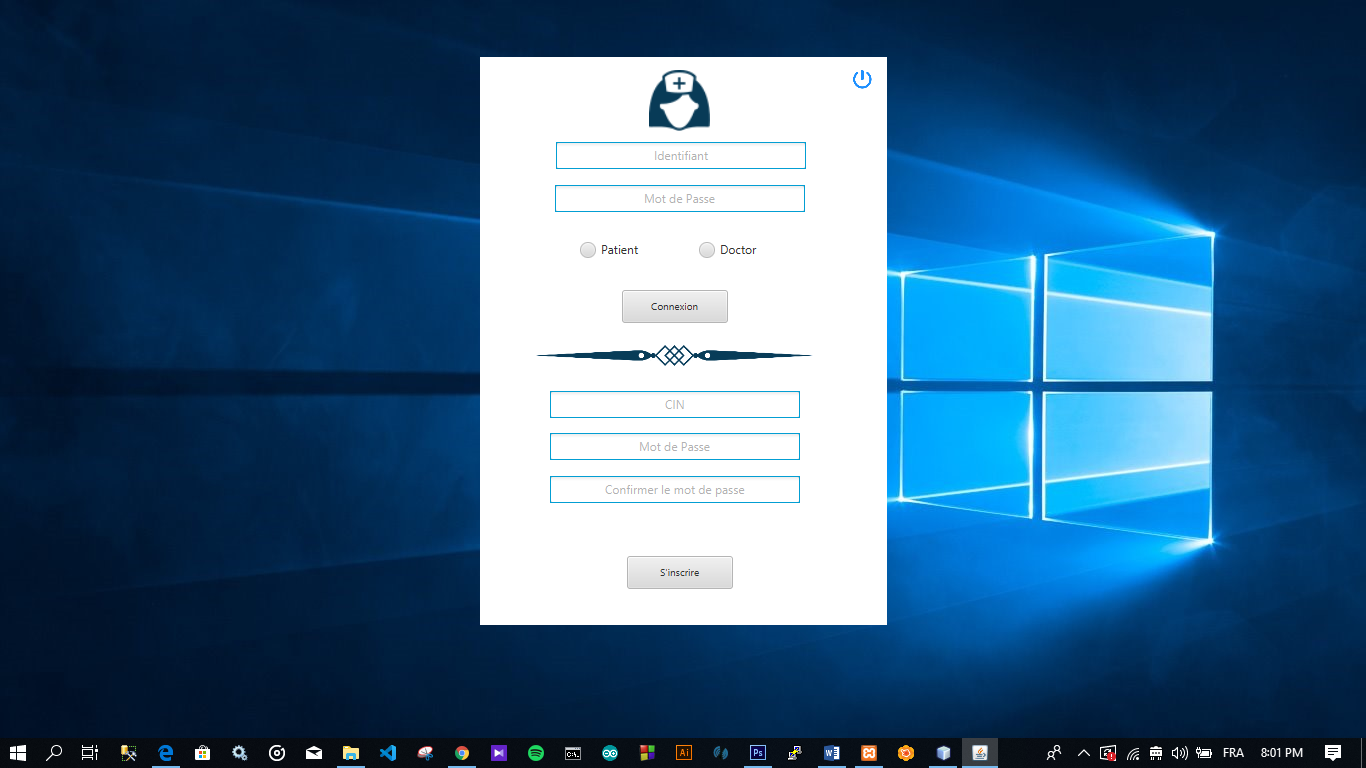 Identifiant
Mot de Passe
Patient
Doctor
Connexion
CIN
Mot de Passe
Confirmer le mot de passe
S'inscrire
C:\.
Ai
Ps
FRA
8:01 PM